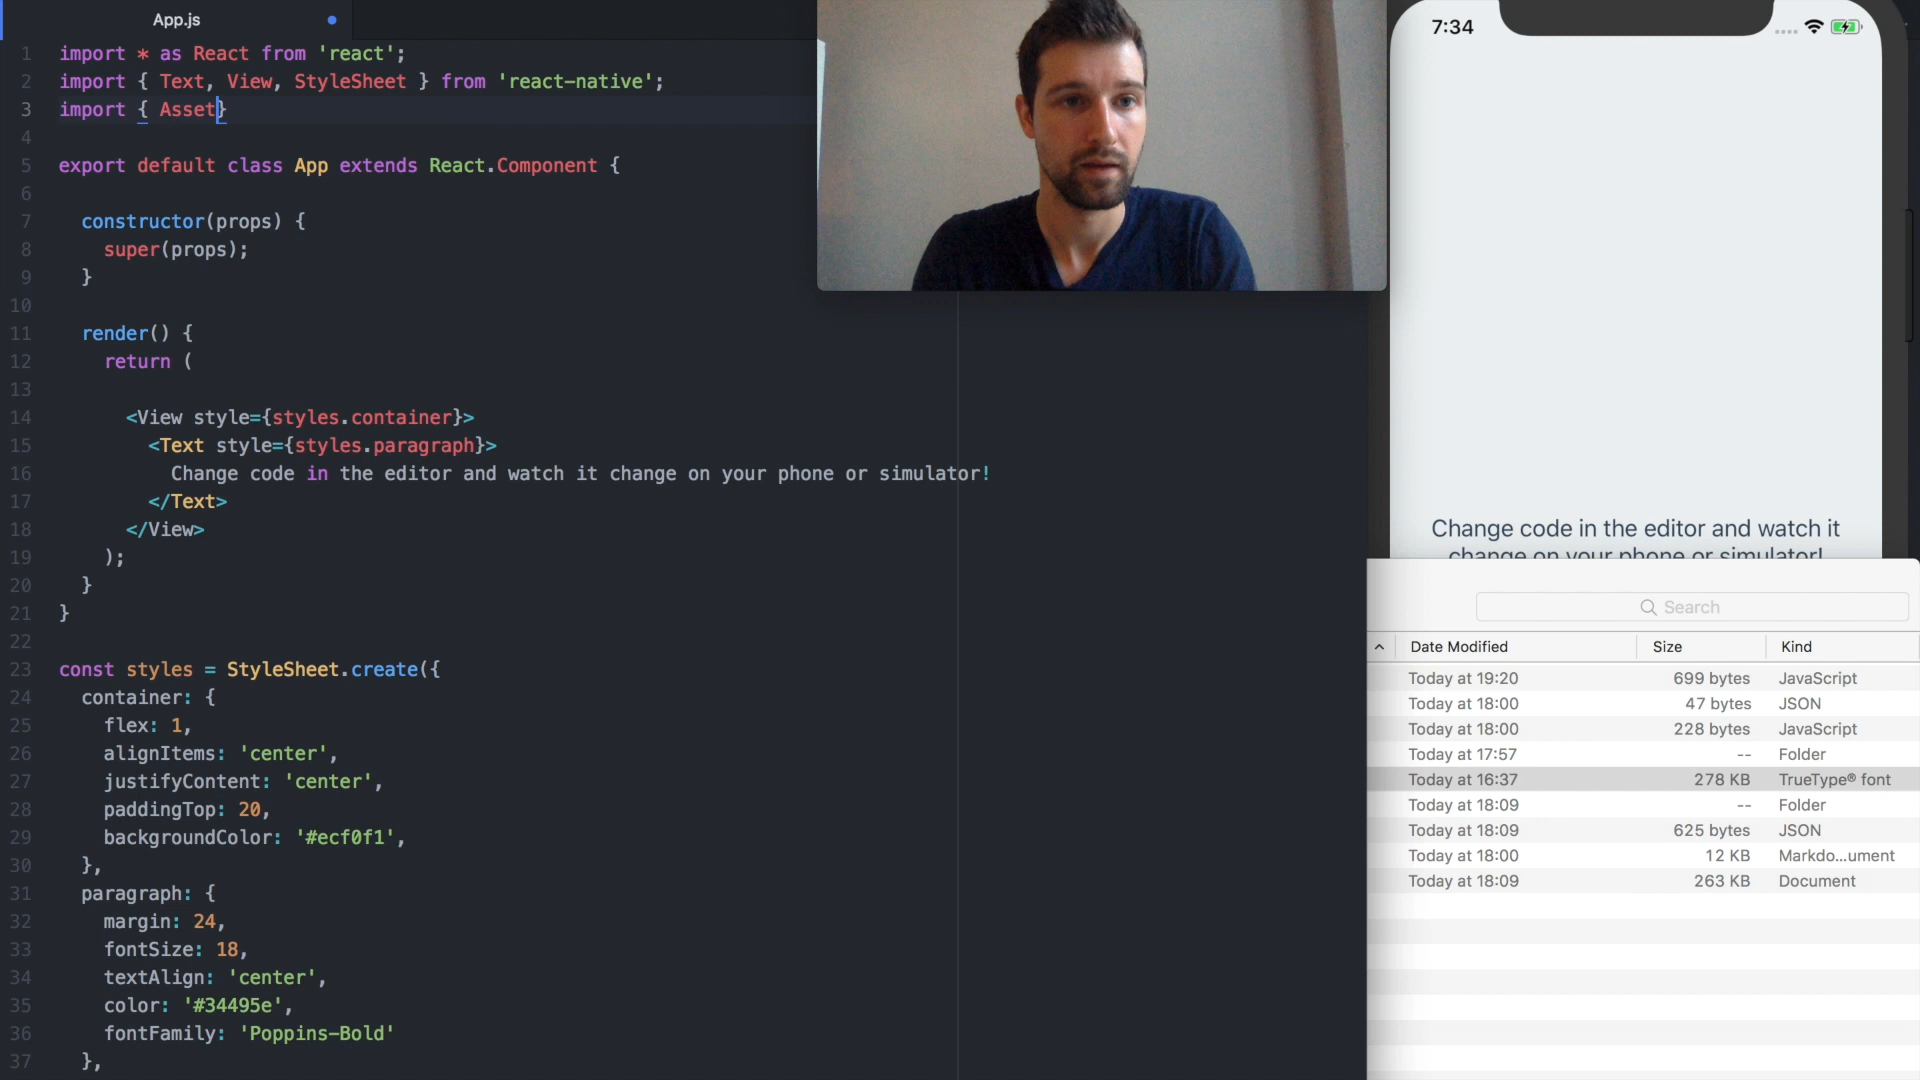 App.js
1 import * as React from 'react';
2 import { Text, View, StyleSheet } from 'react-native';
3 import { Asset}
4
5 export default class App extends React.Component {
6
7 constructor(props) {
8 super(props);
9 }
10
11 render() {
12 return (
13
14 <View style={styles.container}>
15 <Text style={styles.paragraph}>
16 Change code in the editor and watch it change on your phone or simulator!
17 </Text>
18 </View>
19 );
20 }
21 }
22
23 const styles = StyleSheet.create({
24 container: {
25 flex: 1,
26 alignItems: 'center',
27 justifyContent: 'center',
28 paddingTop: 20,
29 backgroundColor: '#ecf0f1',
30 },
31 paragraph: {
32 margin: 24,
33 fontSize: 18,
34 textAlign: 'center',
35 color: '#34495e',
36 fontFamily: 'Poppins-Bold'
37 },
7:34
Change code in the editor and watch it
change on your phone or simulator!
Search
Date Modified Size Kind
Today at 19:20 699 bytes JavaScript
Today at 18:00 47 bytes JSON
Today at 18:00 228 bytes JavaScript
Today at 17:57 -- Folder
Today at 16:37 278 KB TrueType® font
Today at 18:09 -- Folder
Today at 18:09 625 bytes JSON
Today at 18:00 12 KB Markdo...ument
Today at 18:09 263 KB Document